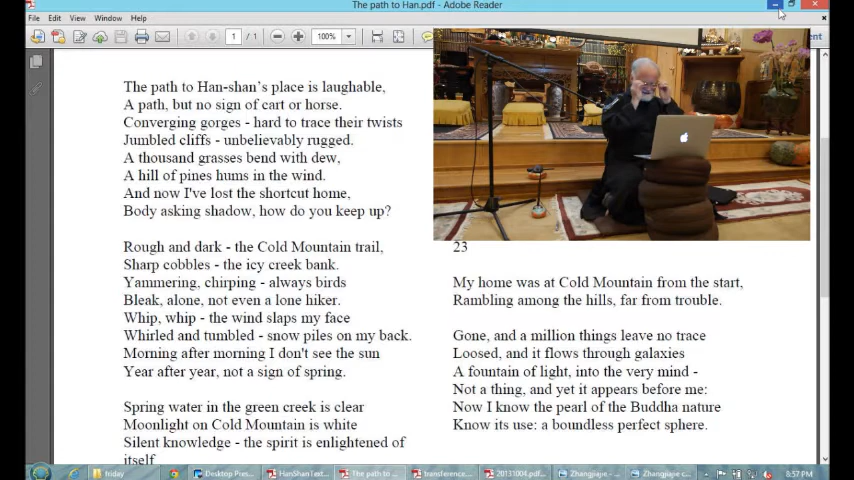 The path to Han.pdf - Adobe Reader
File Edit View Window Help
1 / 1 100%
The path to Han-shan's place is laughable,
A path, but no sign of cart or horse.
Converging gorges - hard to trace their twists
Jumbled cliffs - unbelievably rugged.
A thousand grasses bend with dew,
A hill of pines hums in the wind.
And now I've lost the shortcut home,
Body asking shadow, how do you keep up?
Rough and dark - the Cold Mountain trail,
Sharp cobbles - the icy creek bank.
Yammering, chirping - always birds
Bleak, alone, not even a lone hiker.
Whip, whip - the wind slaps my face
Whirled and tumbled - snow piles on my back.
Morning after morning I don't see the sun
Year after year, not a sign of spring.
Spring water in the green creek is clear
Moonlight on Cold Mountain is white
Silent knowledge - the spirit is enlightened of
itself
23
My home was at Cold Mountain from the start,
Rambling among the hills, far from trouble.
Gone, and a million things leave no trace
Loosed, and it flows through galaxies
A fountain of light, into the very mind -
Not a thing, and yet it appears before me:
Now I know the pearl of the Buddha nature
Know its use: a boundless perfect sphere.
friday Desktop Pres... HanShanText... The path to ... transference... 20131004.pdf... Zhangjiajie - ... Zhangjiajie c... 8:57 PM